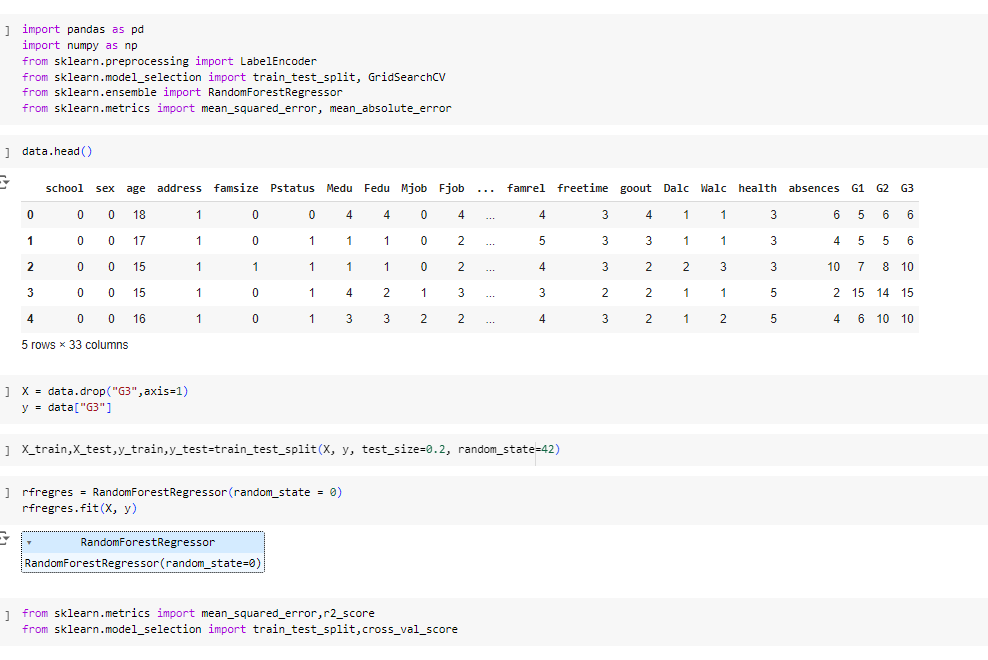 import pandas as pd
import numpy as np
from sklearn.preprocessing import LabelEncoder
from sklearn.model_selection import train_test_split, GridSearchCV
from sklearn.ensemble import RandomForestRegressor
from sklearn.metrics import mean_squared_error, mean_absolute_error
data.head()
school sex age address famsize Pstatus Medu Fedu Mjob Fjob ... famrel freetime goout Dalc Walc health absences G1 G2 G3
0 0 0 18 1 0 0 4 4 0 4 ... 4 3 4 1 1 3 6 5 6 6
1 0 0 17 1 0 1 1 1 0 2 ... 5 3 3 1 1 3 4 5 5 6
2 0 0 15 1 1 1 1 1 0 2 ... 4 3 2 2 3 3 10 7 8 10
3 0 0 15 1 0 1 4 2 1 3 ... 3 2 2 1 1 5 2 15 14 15
4 0 0 16 1 0 1 3 3 2 2 ... 4 3 2 1 2 5 4 6 10 10
5 rows × 33 columns
X = data.drop("G3",axis=1)
y = data["G3"]
X_train,X_test,y_train,y_test=train_test_split(X, y, test_size=0.2, random_state=42)
rfregres = RandomForestRegressor(random_state = 0)
rfregres.fit(X, y)
RandomForestRegressor
RandomForestRegressor(random_state=0)
from sklearn.metrics import mean_squared_error,r2_score
from sklearn.model_selection import train_test_split,cross_val_score